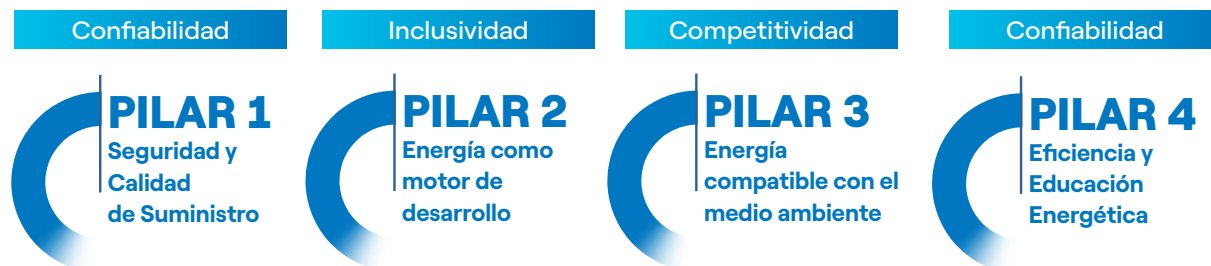 Confiabilidad
PILAR 1
Seguridad y
Calidad
de Suministro
Inclusividad
PILAR 2
Energía como
motor de
desarrollo
Competitividad
PILAR 3
Energía
compatible con el
medio ambiente
Confiabilidad
PILAR 4
Eficiencia y
Educación
Energética